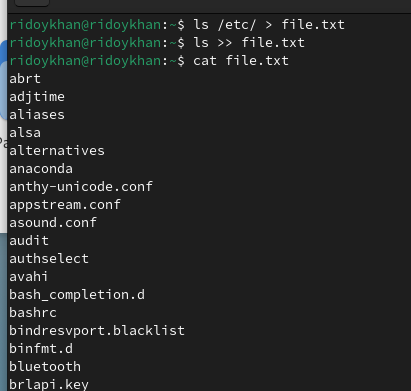 ridoykhan@ridoykhan:~$ ls /etc/ > file.txt
ridoykhan@ridoykhan:~$ ls >> file.txt
ridoykhan@ridoykhan:~$ cat file.txt
abrt
adjtime
aliases
alsa
alternatives
anaconda
anthy-unicode.conf
appstream.conf
asound.conf
audit
authselect
avahi
bash_completion.d
bashrc
bindresvport.blacklist
binfmt.d
bluetooth
brlapi.key